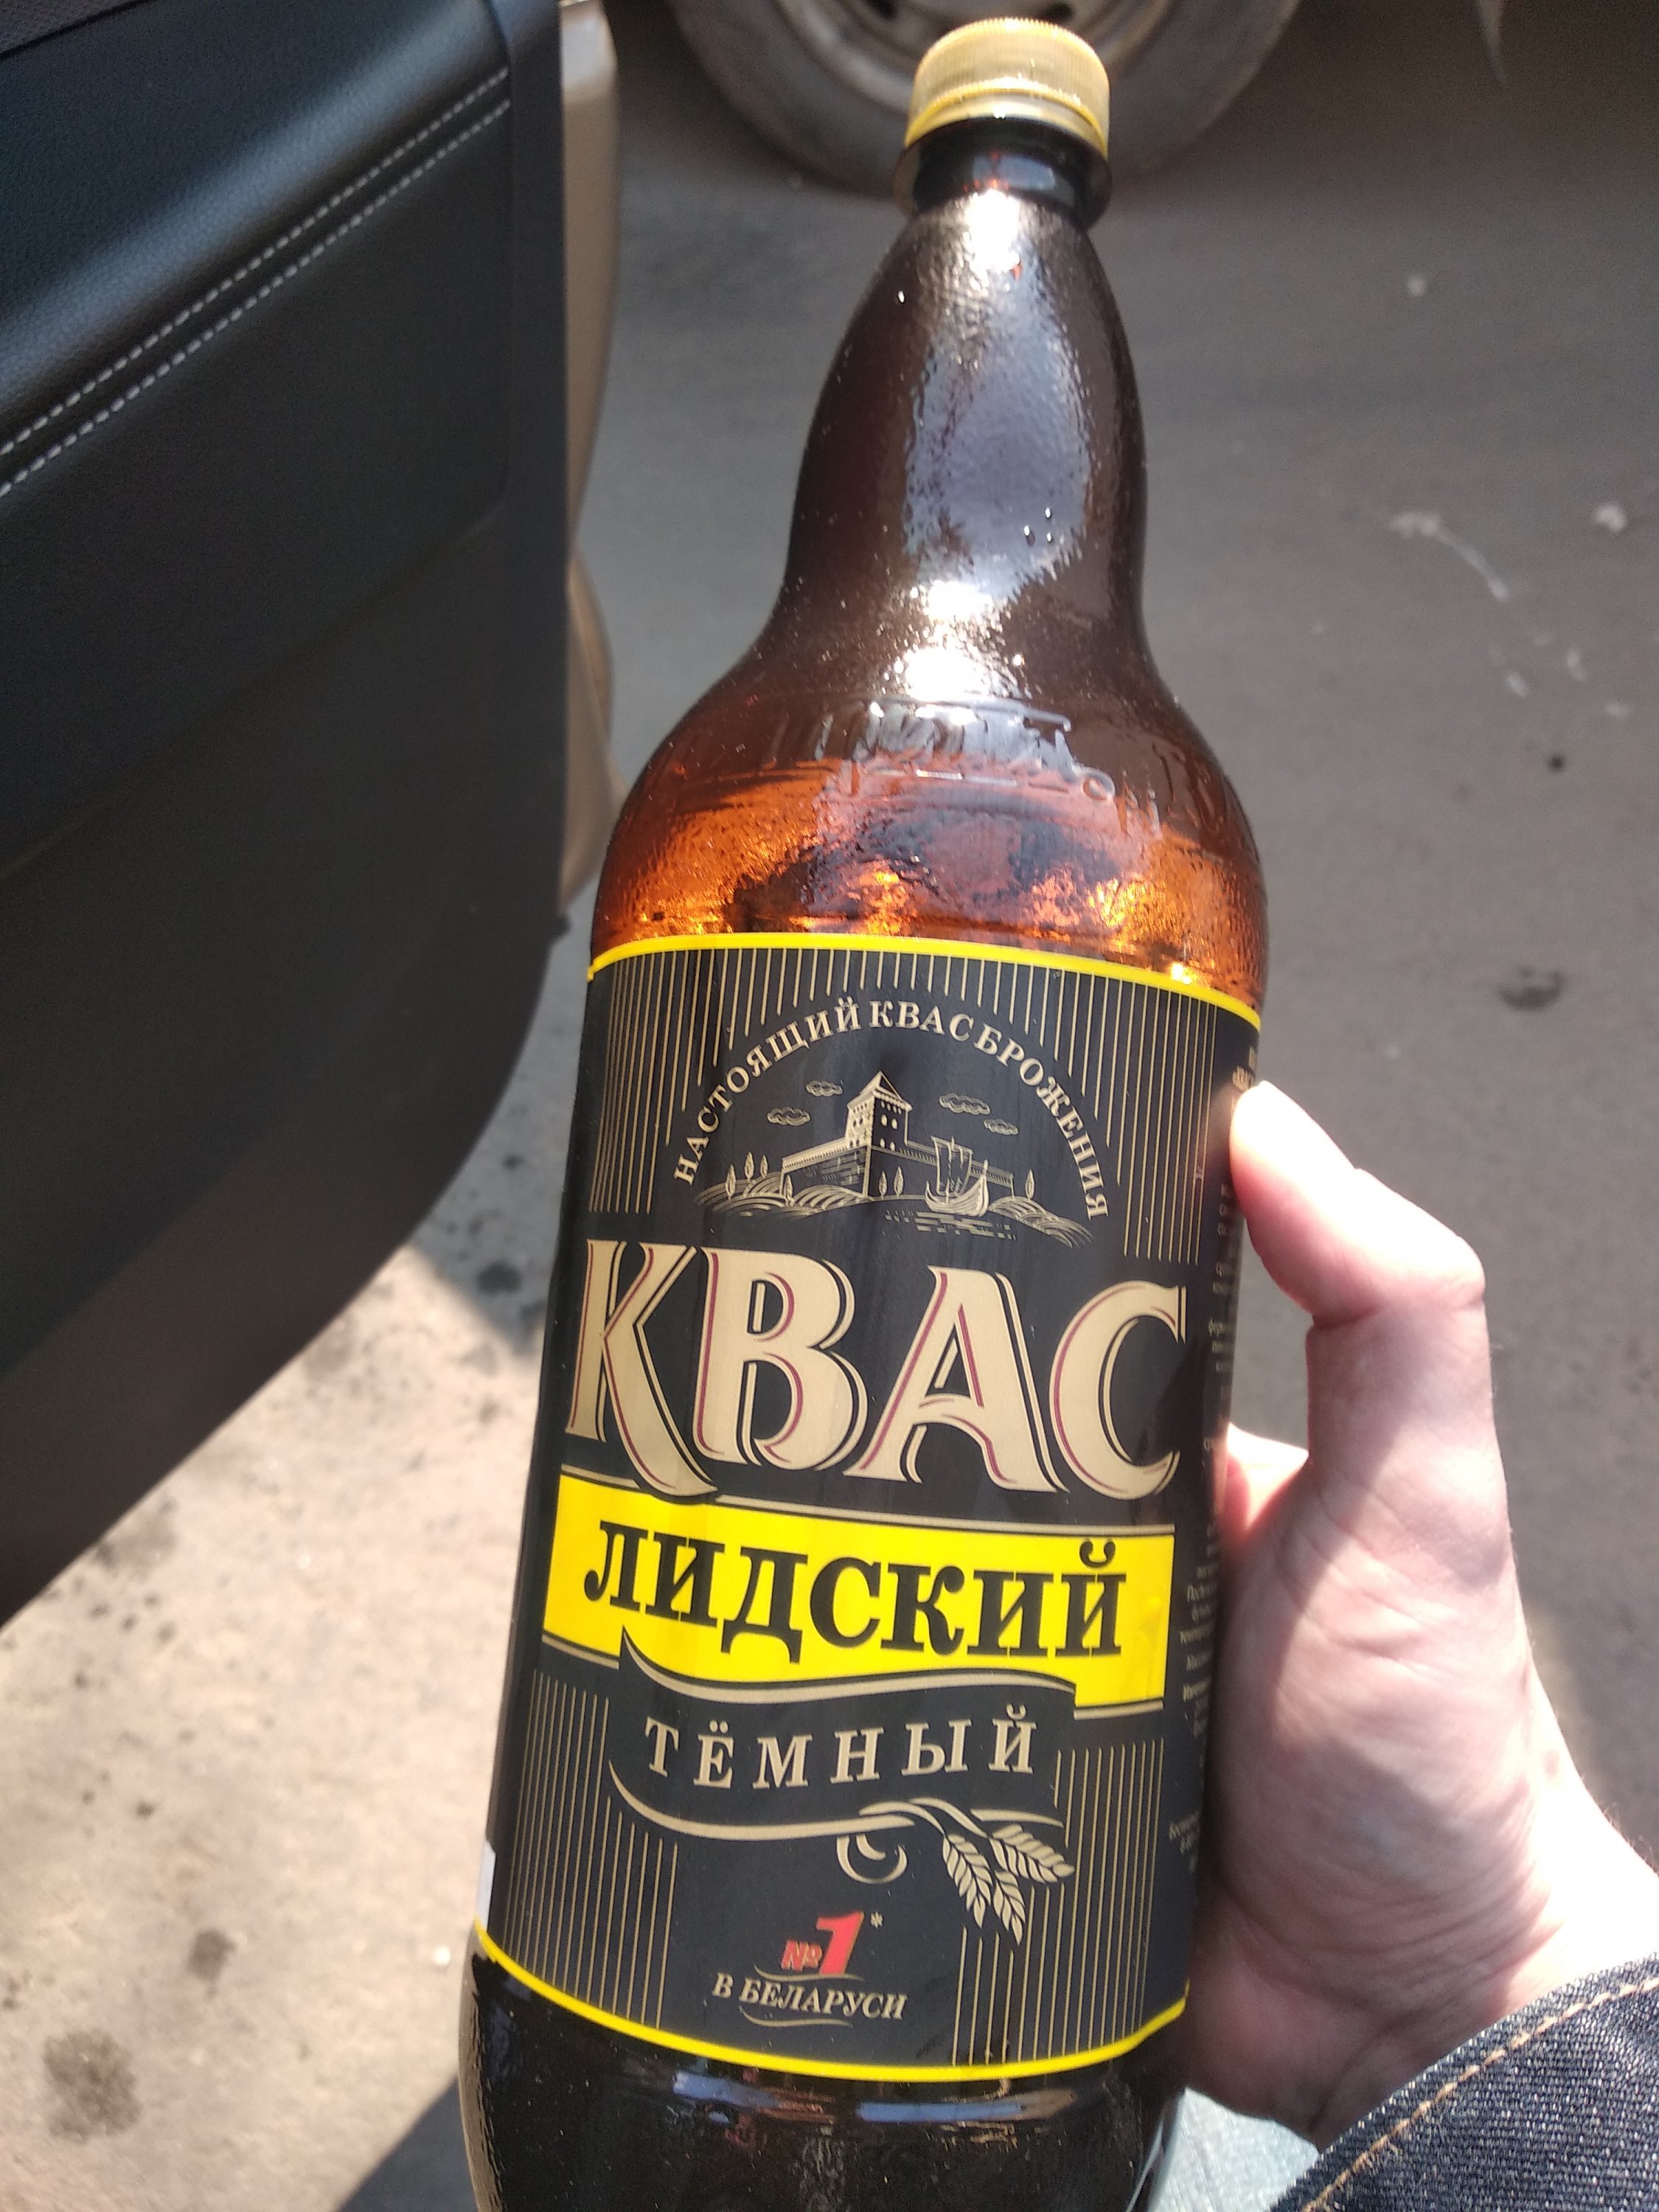 НАСТОЯЩИЙ КВАС БРОЖЕНИЯ
КВАС
ЛИДСКИЙ
ТЁМНЫЙ
№1*
В БЕЛАРУСИ